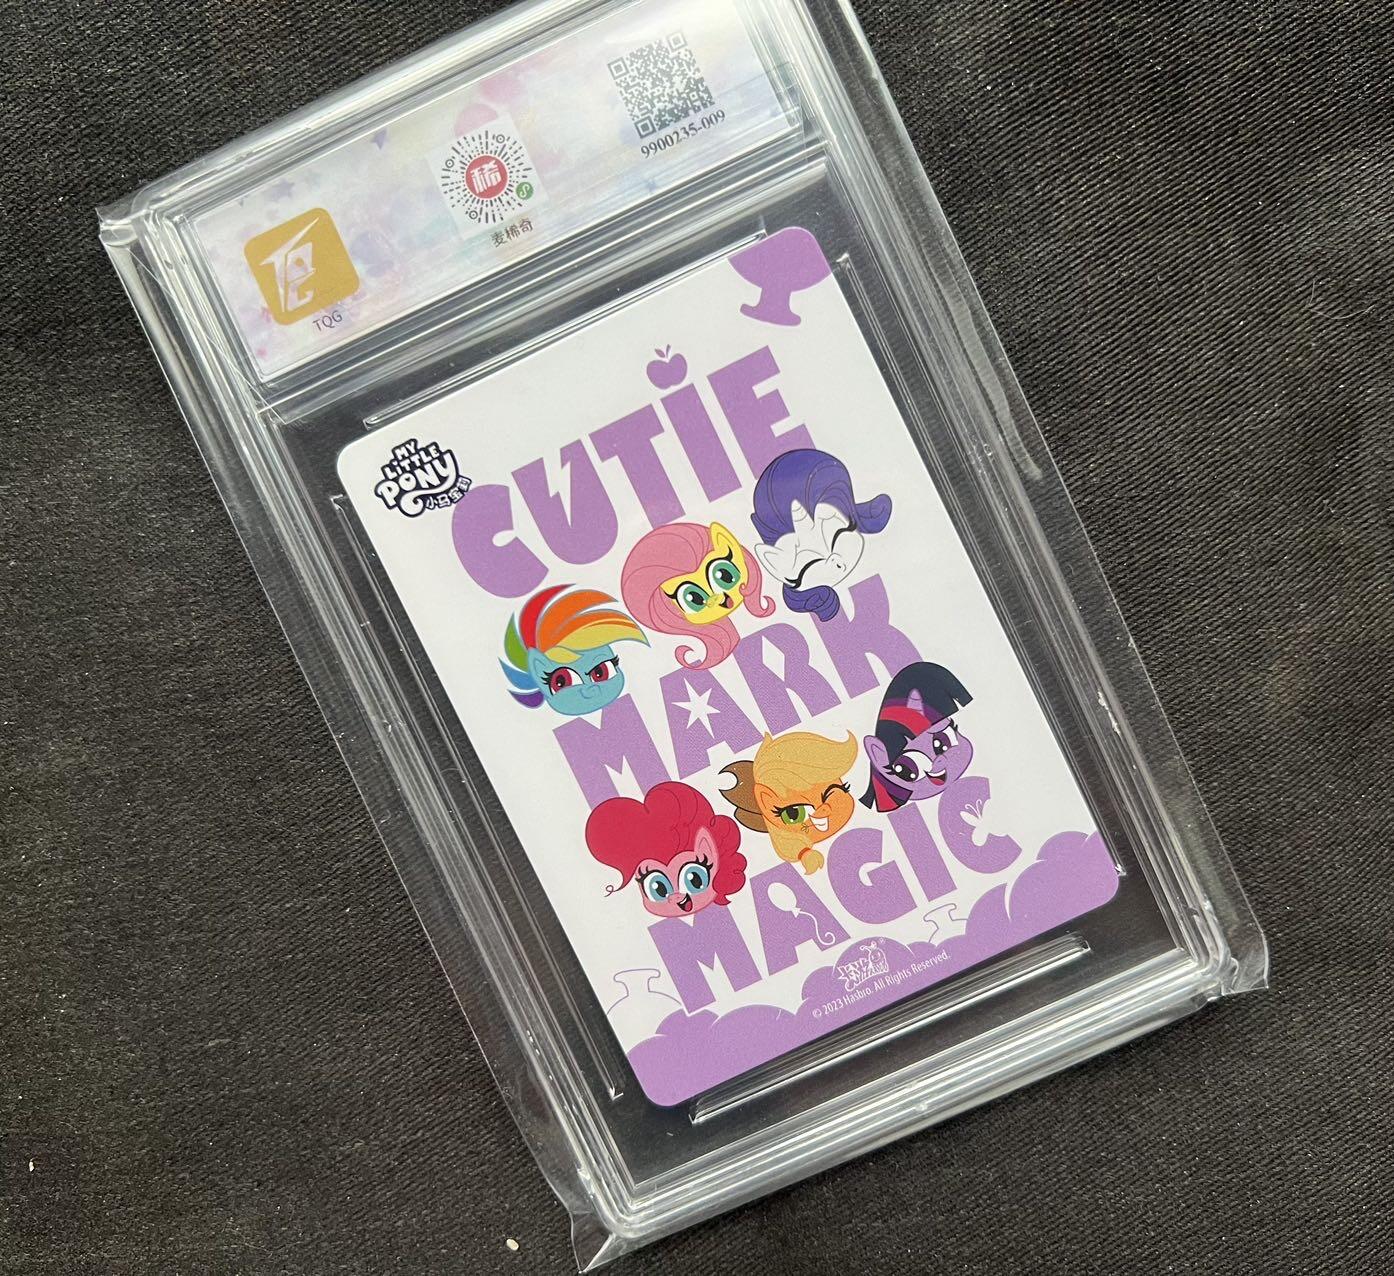 TQG
稀
麦稀奇
9900235-009
MY
LITTLE
PONY
小马宝莉
CUTIE
MARK
MAGIC
© 2023 Hasbro. All Rights Reserved.